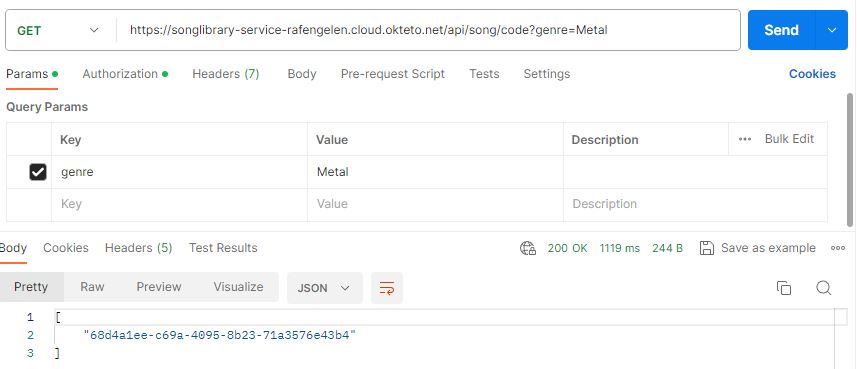 GET https://songlibrary-service-rafengelen.cloud.okteto.net/api/song/code?genre=Metal Send
Params Authorization Headers (7) Body Pre-request Script Tests Settings Cookies
Query Params
Key Value Description Bulk Edit
genre Metal
Key Value Description
Body Cookies Headers (5) Test Results 200 OK 1119 ms 244 B Save as example
Pretty Raw Preview Visualize JSON
1 [
2 "68d4a1ee-c69a-4095-8b23-71a3576e43b4"
3 ]